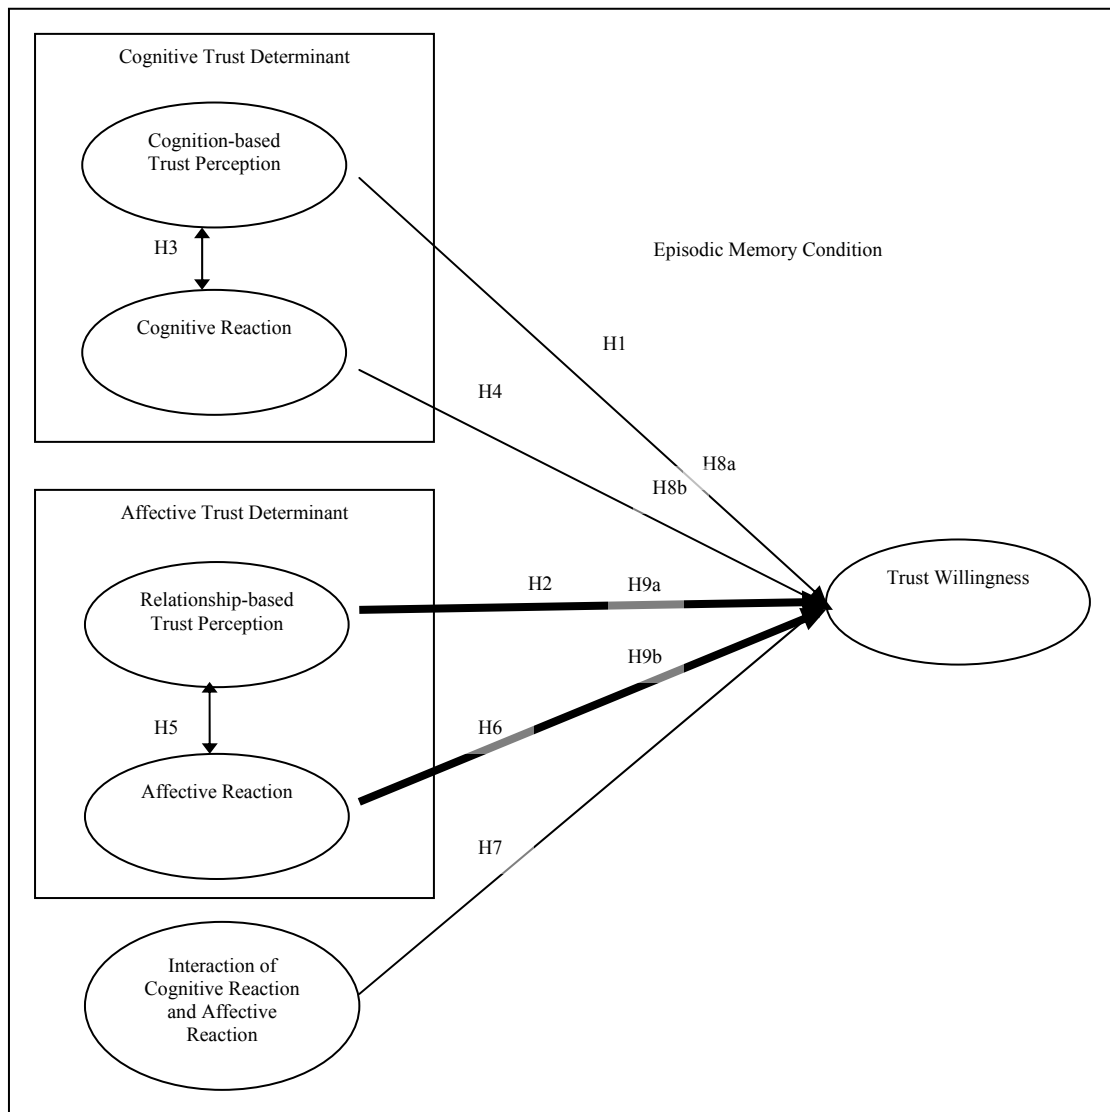 Cognitive Trust Determinant
Cognition-based
Trust Perception
H3
Episodic Memory Condition
Cognitive Reaction
H1
H4
H8a
H8b
Affective Trust Determinant
H2
H9a
Trust Willingness
Relationship-based
Trust Perception
H9b
H5
H6
Affective Reaction
H7
Interaction of
Cognitive Reaction
and Affective
Reaction